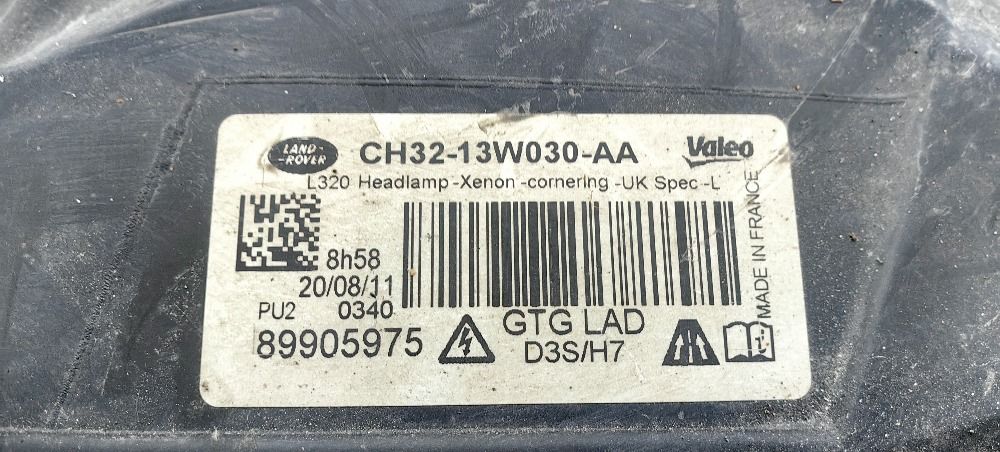 LAND-
ROVER
CH32-13W030-AA
Valeo
L320 Headlamp -Xenon -cornering -UK Spec -L
8h58
20/08/11
PU2 0340
89905975
GTG LAD
D3S/H7
MADE IN FRANCE